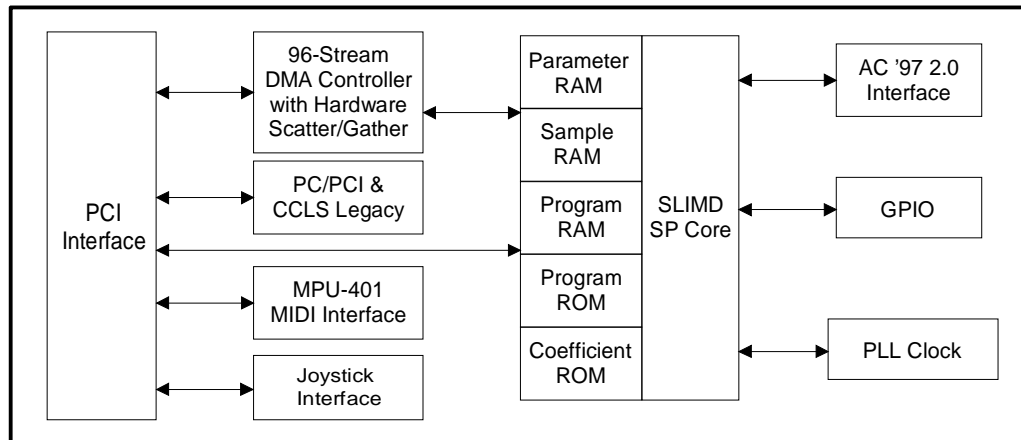 PCI
Interface
96-Stream
DMA Controller
with Hardware
Scatter/Gather
PC/PCI &
CCLS Legacy
MPU-401
MIDI Interface
Joystick
Interface
Parameter
RAM
Sample
RAM
Program
RAM
Program
ROM
Coefficient
ROM
SLIMD
SP Core
AC '97 2.0
Interface
GPIO
PLL Clock